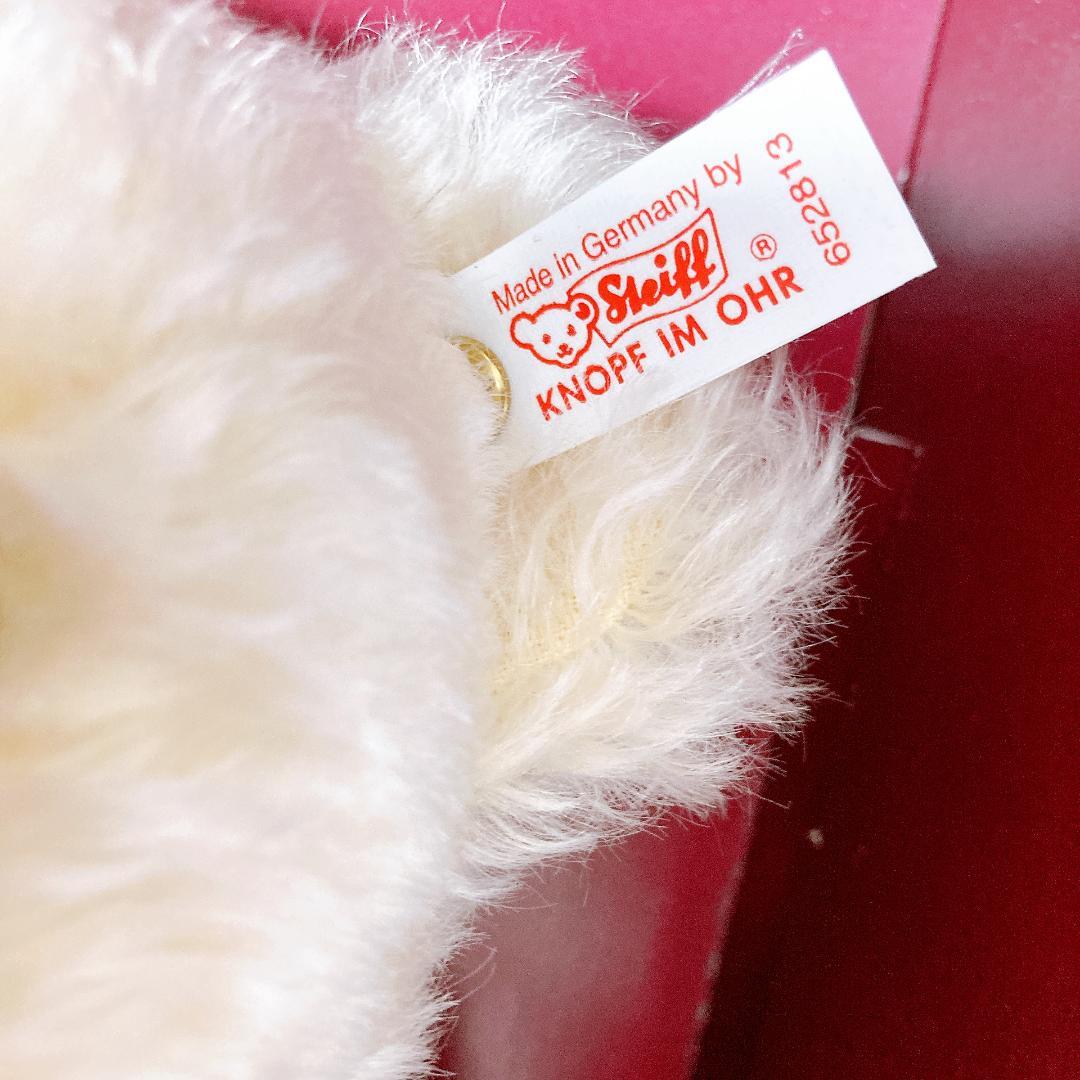 Made in Germany by
Steiff
®
KNOPF IM OHR
652813